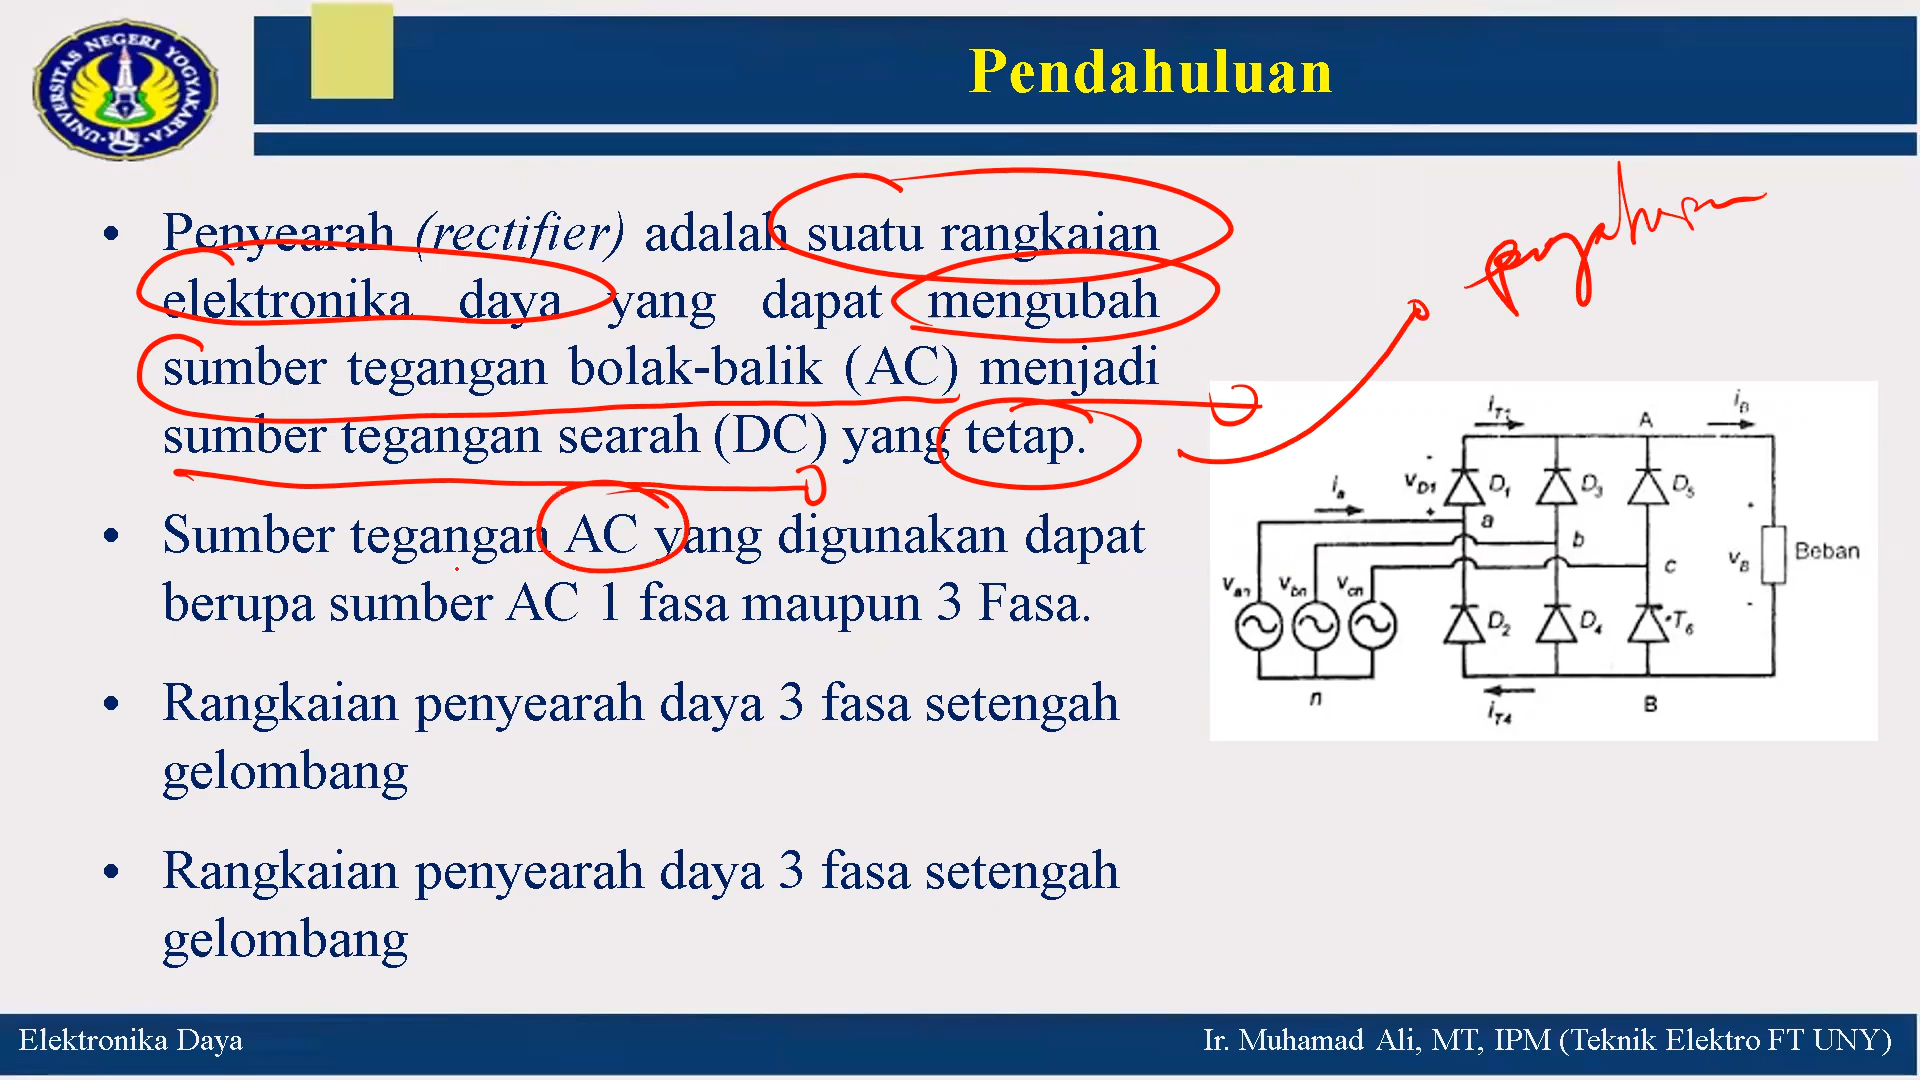 UNIVERSITAS NEGERI YOGYAKARTA
UNY
Pendahuluan
• Penyearah (rectifier) adalah suatu rangkaian
elektronika daya yang dapat mengubah
sumber tegangan bolak-balik (AC) menjadi
sumber tegangan searah (DC) yang tetap.
• Sumber tegangan AC yang digunakan dapat
berupa sumber AC 1 fasa maupun 3 Fasa.
• Rangkaian penyearah daya 3 fasa setengah
gelombang
• Rangkaian penyearah daya 3 fasa setengah
gelombang
iT1 A iB
ia vD1 - D1 D3 D5
+ a b c
+ vB - Beban
van vbn vcn
D2 D4 T6
n iT4 B
Elektronika Daya
Ir. Muhamad Ali, MT, IPM (Teknik Elektro FT UNY)